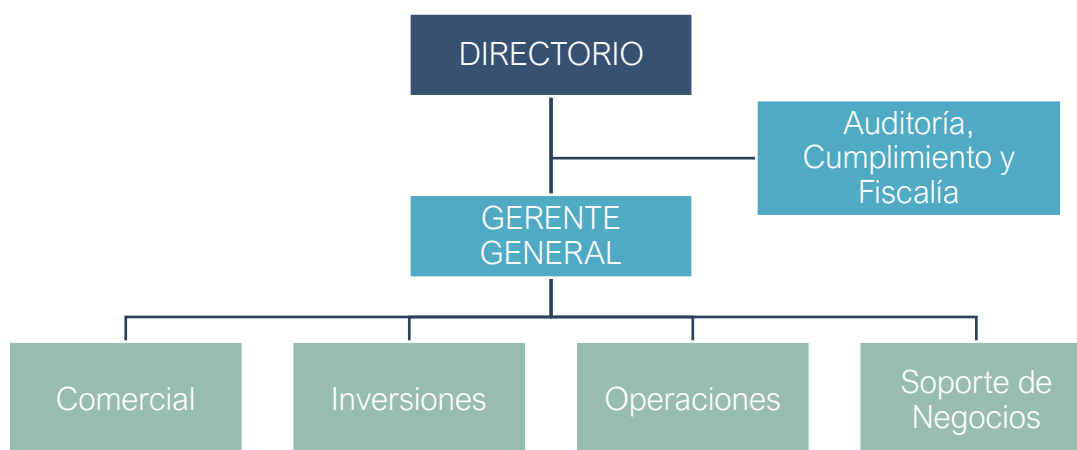 DIRECTORIO
Auditoría,
Cumplimiento y
Fiscalía
GERENTE
GENERAL
Comercial
Inversiones
Operaciones
Soporte de
Negocios